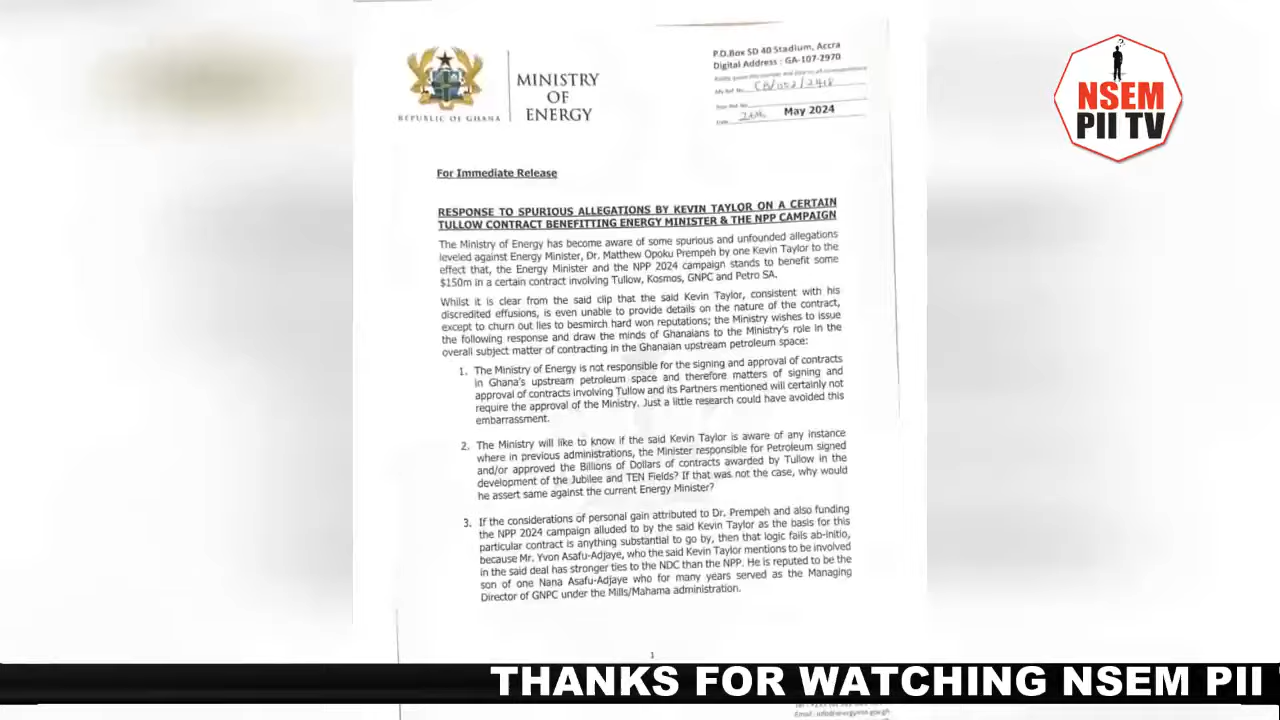 P.O.Box SD 40 Stadium, Accra
Digital Address : GA-107-2970
My Ref. No.
Your Ref. No.
Date
May 2024
REPUBLIC OF GHANA
MINISTRY
OF
ENERGY
NSEM
PII TV
For Immediate Release
RESPONSE TO SPURIOUS ALLEGATIONS BY KEVIN TAYLOR ON A CERTAIN
TULLOW CONTRACT BENEFITTING ENERGY MINISTER & THE NPP CAMPAIGN
The Ministry of Energy has become aware of some spurious and unfounded allegations
leveled against Energy Minister, Dr. Matthew Opoku Prempeh by one Kevin Taylor to the
effect that, the Energy Minister and the NPP 2024 campaign stands to benefit some
$150m in a certain contract involving Tullow, Kosmos, GNPC and Petro SA.
Whilst it is clear from the said clip that the said Kevin Taylor, consistent with his
discredited effusions, is even unable to provide details on the nature of the contract,
except to churn out lies to besmirch hard won reputations; the Ministry wishes to issue
the following response and draw the minds of Ghanaians to the Ministry's role in the
overall subject matter of contracting in the Ghanaian upstream petroleum space:
1. The Ministry of Energy is not responsible for the signing and approval of contracts
in Ghana's upstream petroleum space and therefore matters of signing and
approval of contracts involving Tullow and its Partners mentioned will certainly not
require the approval of the Ministry. Just a little research could have avoided this
embarrassment.
2. The Ministry will like to know if the said Kevin Taylor is aware of any instance
where in previous administrations, the Minister responsible for Petroleum signed
and/or approved the Billions of Dollars of contracts awarded by Tullow in the
development of the Jubilee and TEN Fields? If that was not the case, why would
he assert same against the current Energy Minister?
3. If the considerations of personal gain attributed to Dr. Prempeh and also funding
the NPP 2024 campaign alluded to by the said Kevin Taylor as the basis for this
particular contract is anything substantial to go by, then that logic fails ab-initio,
because Mr. Yvon Asafu-Adjaye, who the said Kevin Taylor mentions to be involved
in the said deal has stronger ties to the NDC than the NPP. He is reputed to be the
son of one Nana Asafu-Adjaye who for many years served as the Managing
Director of GNPC under the Mills/Mahama administration.
1
THANKS FOR WATCHING NSEM PII